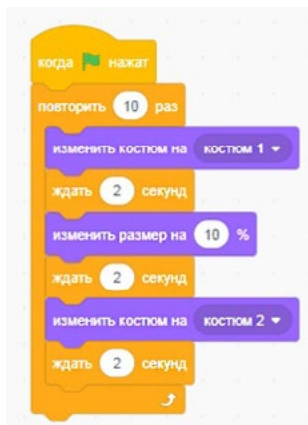 когда нажат
повторить 10 раз
изменить костюм на костюм 1
ждать 2 секунд
изменить размер на 10 %
ждать 2 секунд
изменить костюм на костюм 2
ждать 2 секунд